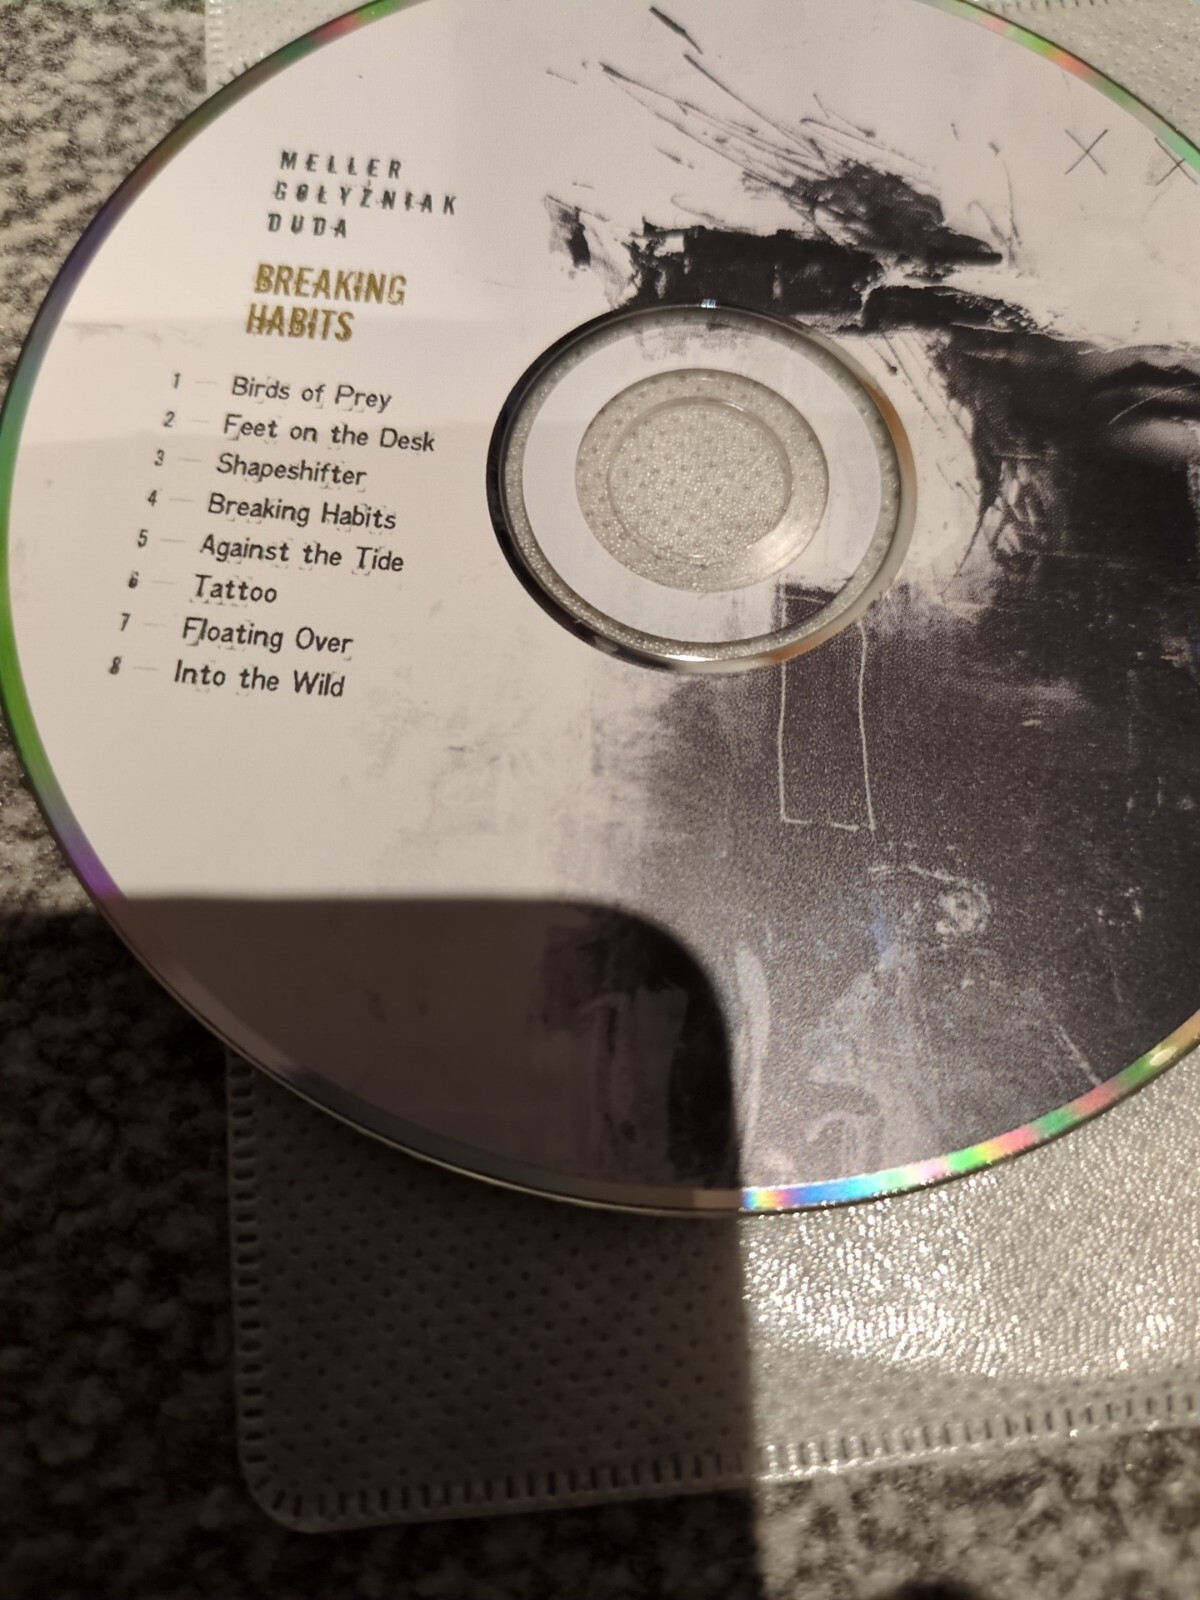 MELLER
GOŁYŹNIAK
DUDA
BREAKING
HABITS
1 — Birds of Prey
2 — Feet on the Desk
3 — Shapeshifter
4 — Breaking Habits
5 — Against the Tide
6 — Tattoo
7 — Floating Over
8 — Into the Wild